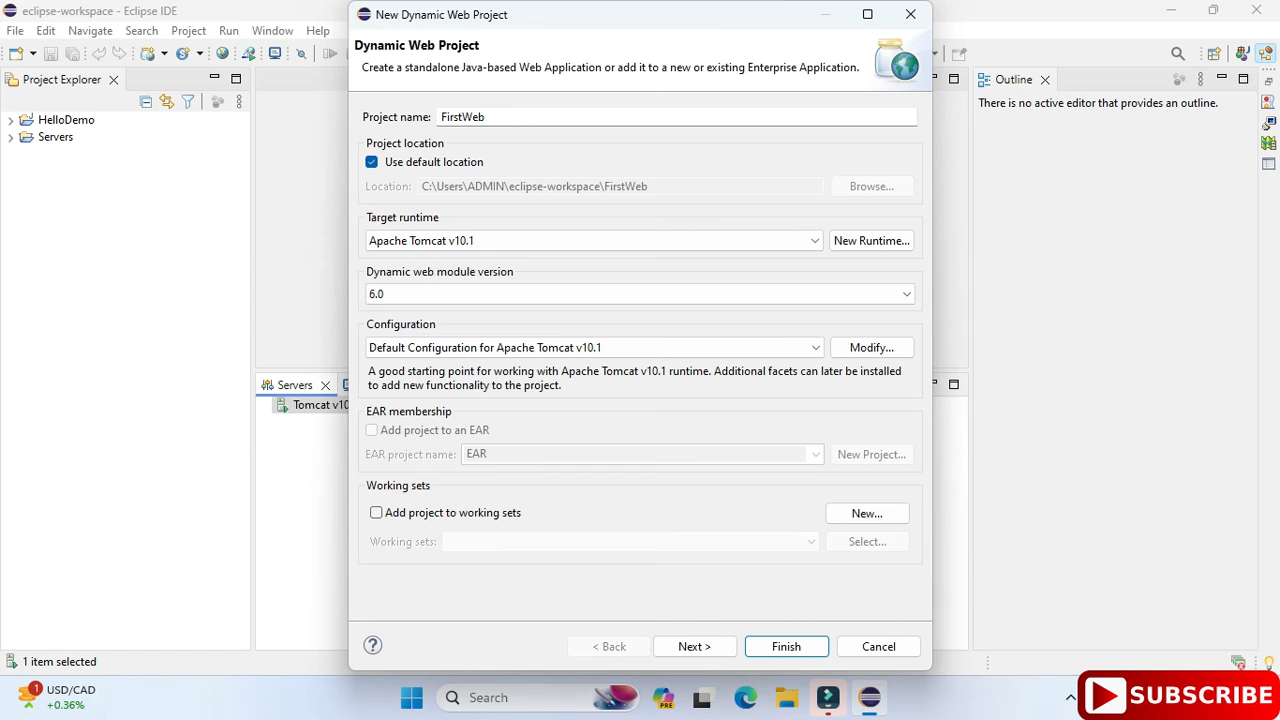 eclipse-workspace - Eclipse IDE
File Edit Navigate Search Project Run Window Help
Project Explorer
HelloDemo
Servers
New Dynamic Web Project
Dynamic Web Project
Create a standalone Java-based Web Application or add it to a new or existing Enterprise Application.
Project name: FirstWeb
Project location
Use default location
Location: C:\Users\ADMIN\eclipse-workspace\FirstWeb Browse...
Target runtime
Apache Tomcat v10.1 New Runtime...
Dynamic web module version
6.0
Configuration
Default Configuration for Apache Tomcat v10.1 Modify...
A good starting point for working with Apache Tomcat v10.1 runtime. Additional facets can later be installed
to add new functionality to the project.
EAR membership
Add project to an EAR
EAR project name: EAR New Project...
Working sets
Add project to working sets New...
Working sets: Select...
< Back Next > Finish Cancel
Servers
Tomcat v10
Outline
There is no active editor that provides an outline.
1 item selected
1
USD/CAD
+0.36%
Search
PRE
SUBSCRIBE